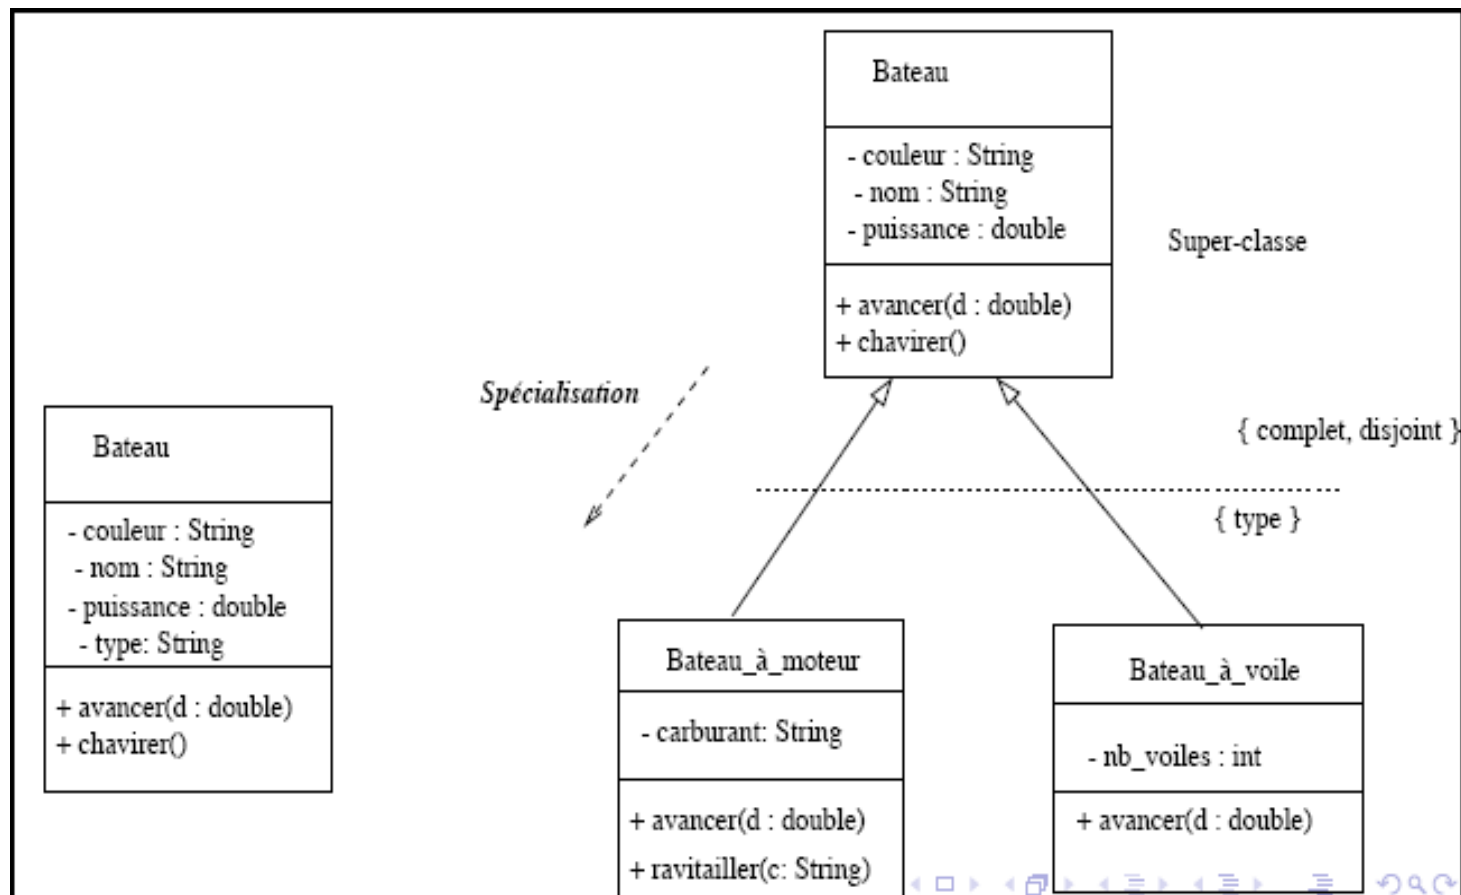 Bateau
- couleur : String
- nom : String
- puissance : double
Super-classe
+ avancer(d : double)
+ chavirer()
Spécialisation
{ complet, disjoint }
{ type }
Bateau
- couleur : String
- nom : String
- puissance : double
- type: String
+ avancer(d : double)
+ chavirer()
Bateau_à_moteur
- carburant: String
+ avancer(d : double)
+ ravitailler(c: String)
Bateau_à_voile
- nb_voiles : int
+ avancer(d : double)